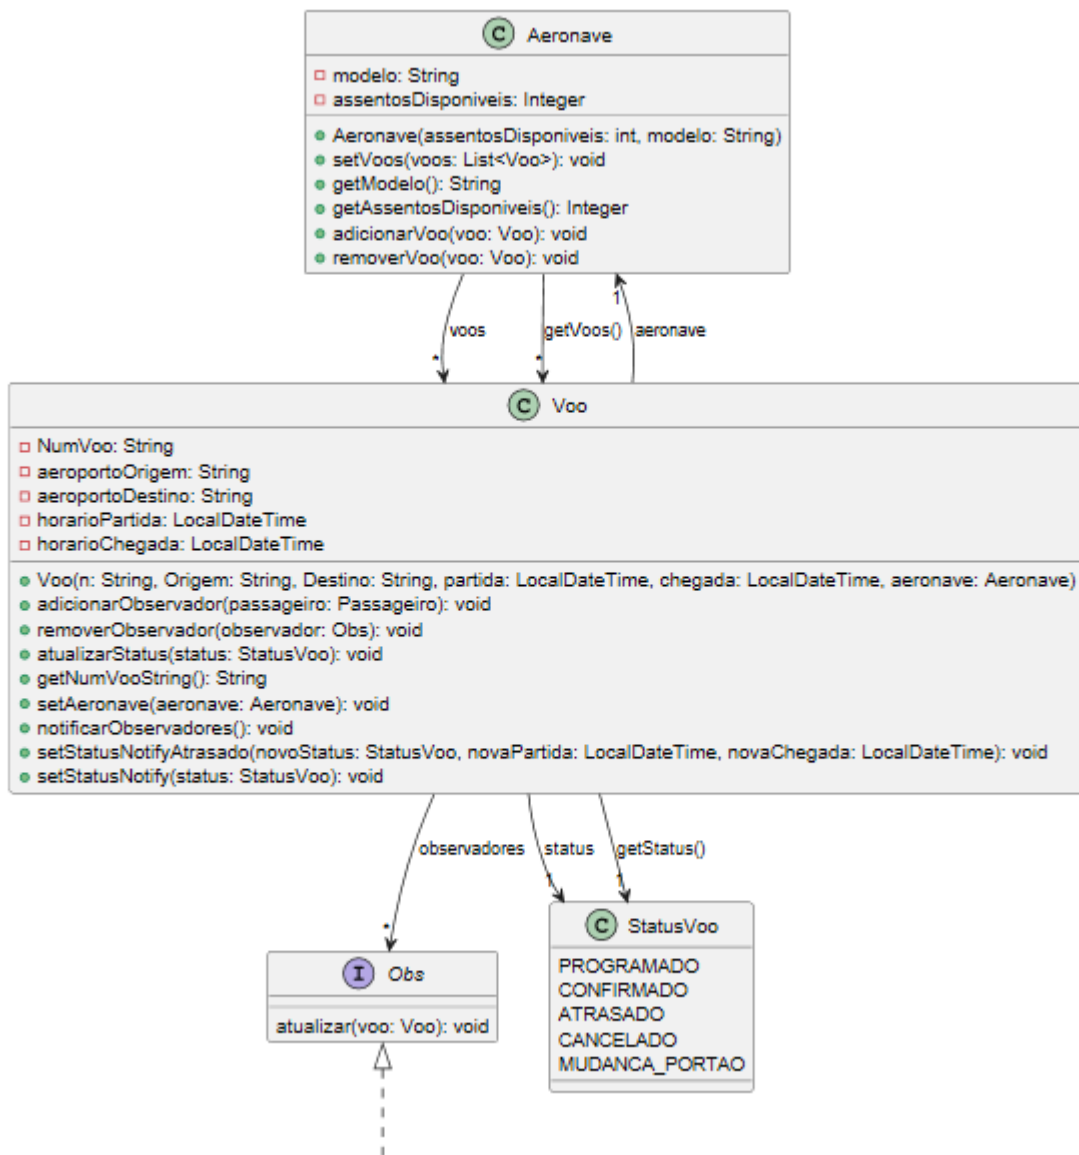 C Aeronave
modelo: String
assentosDisponiveis: Integer
Aeronave(assentosDisponiveis: int, modelo: String)
setVoos(voos: List<Voo>): void
getModelo(): String
getAssentosDisponiveis(): Integer
adicionarVoo(voo: Voo): void
removerVoo(voo: Voo): void
1
voos getVoos() aeronave
* *
C Voo
NumVoo: String
aeroportoOrigem: String
aeroportoDestino: String
horarioPartida: LocalDateTime
horarioChegada: LocalDateTime
Voo(n: String, Origem: String, Destino: String, partida: LocalDateTime, chegada: LocalDateTime, aeronave: Aeronave)
adicionarObservador(passageiro: Passageiro): void
removerObservador(observador: Obs): void
atualizarStatus(status: StatusVoo): void
getNumVooString(): String
setAeronave(aeronave: Aeronave): void
notificarObservadores(): void
setStatusNotifyAtrasado(novoStatus: StatusVoo, novaPartida: LocalDateTime, novaChegada: LocalDateTime): void
setStatusNotify(status: StatusVoo): void
observadores status getStatus()
1 1
*
C StatusVoo
PROGRAMADO
CONFIRMADO
ATRASADO
CANCELADO
MUDANCA_PORTAO
I Obs
atualizar(voo: Voo): void